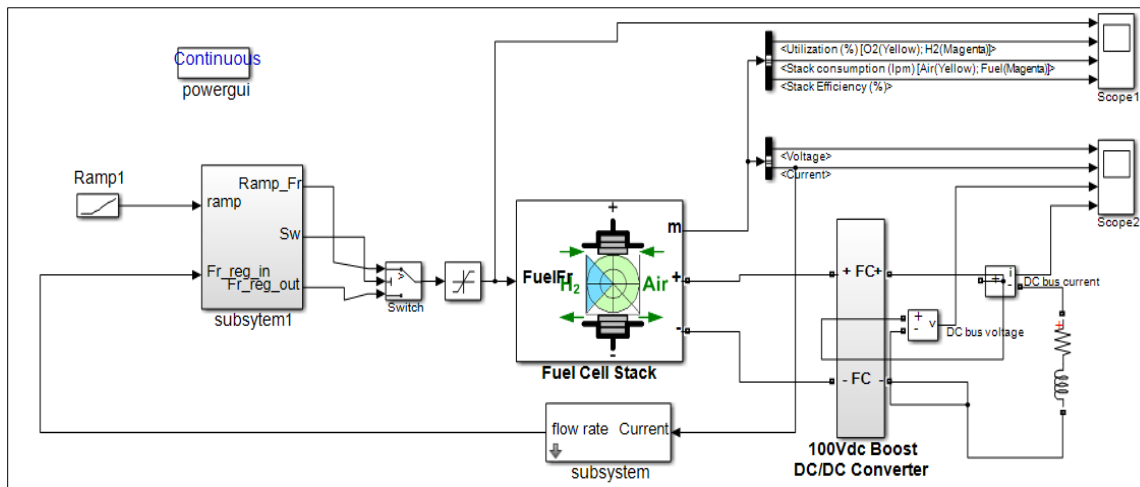 Continuous
powergui
<Utilization (%) [O2(Yellow); H2(Magenta)]>
<Stack consumption (lpm) [Air(Yellow); Fuel(Magenta)]>
<Stack Efficiency (%)>
Scope1
<Voltage>
<Current>
Scope2
Ramp1
ramp
Ramp_Fr
Sw
Fr_reg_in
Fr_reg_out
subsytem1
Switch
+
m
FuelFr
H2
Air
+
-
-
Fuel Cell Stack
+ FC+
- FC -
100Vdc Boost
DC/DC Converter
+
-
v
DC bus voltage
+
i
-
DC bus current
+
flow rate Current
subsystem